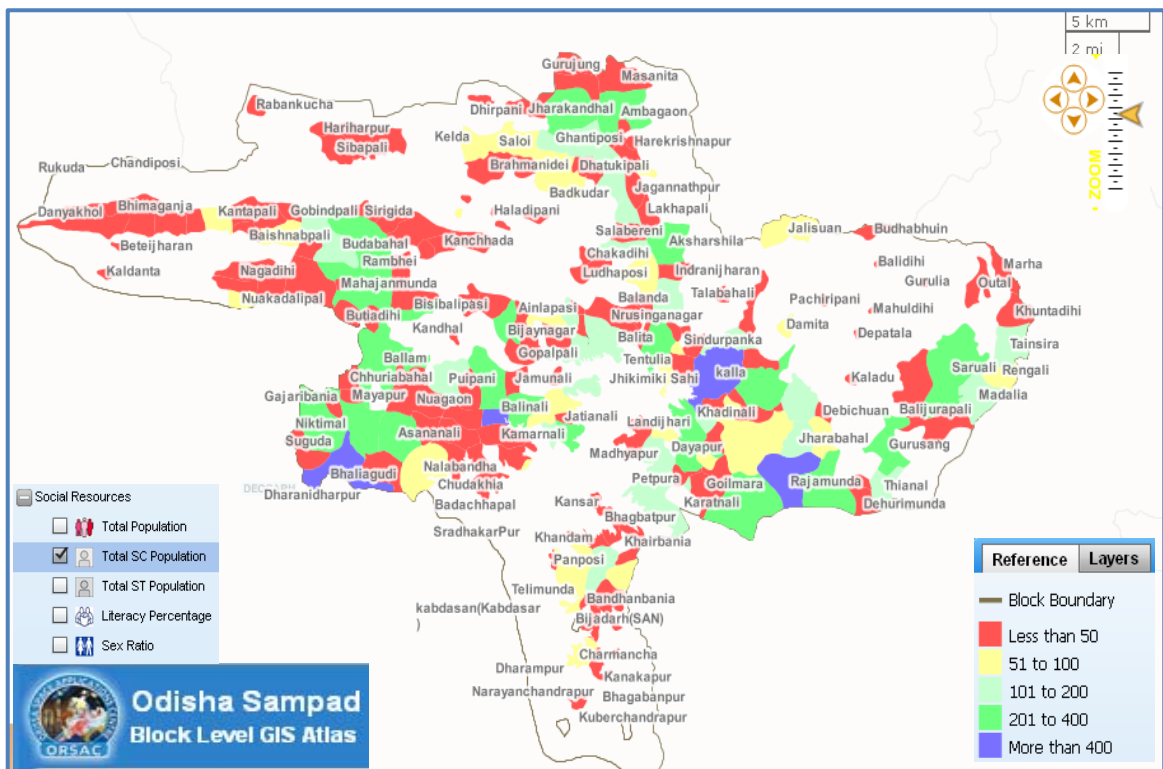 5 km
2 mi
ZOOM
Gurujung
Masanita
Rabankucha
Dhirpani
Jharakandhal
Ambagaon
Hariharpur
Kelda
Saloi
Ghantiposi
Harekrishnapur
Sibapali
Rukuda
Chandiposi
Brahmanidei
Dhatukipali
Badkudar
Jagannathpur
Danyakhol
Bhimaganja
Kantapali
Gobindpali
Sirigida
Haladipani
Lakhapali
Baishnabpali
Salabereni
Jalisuan
Budhabhuin
Beteijharan
Budabahal
Kanchhada
Aksharshila
Chakadihi
Rambhei
Balidihi
Marha
Kaldanta
Nagadihi
Ludhaposi
Indranijharan
Gurulia
Outal
Mahajanmunda
Nuakadalipal
Bisibalipasi
Ainlapasi
Balanda
Talabahali
Pachiripani
Mahuldihi
Khuntadihi
Butiadihi
Nrusinganagar
Kandhal
Bijaynagar
Balita
Sindurpanka
Damita
Depatala
Tainsira
Ballam
Gopalpali
Tentulia
Saruali
Rengali
Chhuriabahal
Puipani
Jamunali
Jhikimiki
Sahi
kalla
Kaladu
Madalia
Gajaribania
Mayapur
Nuagaon
Balinali
Jatianali
Khadinali
Debichuan
Balijurapali
Niktimal
Landijhari
Suguda
Asananali
Kamarnali
Dayapur
Jharabahal
Gurusang
Madhyapur
Bhaliagudi
Nalabandha
Petpura
Goilmara
Rajamunda
Thianal
Chudakhia
Dharanidharpur
Badachhapal
Kansar
Karatnali
Dehurimunda
Bhagbatpur
SradhakarPur
Khandam
Khairbania
Panposi
Telimunda
Bandhanbania
kabdasan(Kabdasar
)
Bijadarh(SAN)
Charmancha
Dharampur
Kanakapur
Narayanchandrapur
Bhagabanpur
Kuberchandrapur
Social Resources
Total Population
Total SC Population
Total ST Population
Literacy Percentage
Sex Ratio
Odisha Sampad
Block Level GIS Atlas
ORSAC
Reference Layers
Block Boundary
Less than 50
51 to 100
101 to 200
201 to 400
More than 400